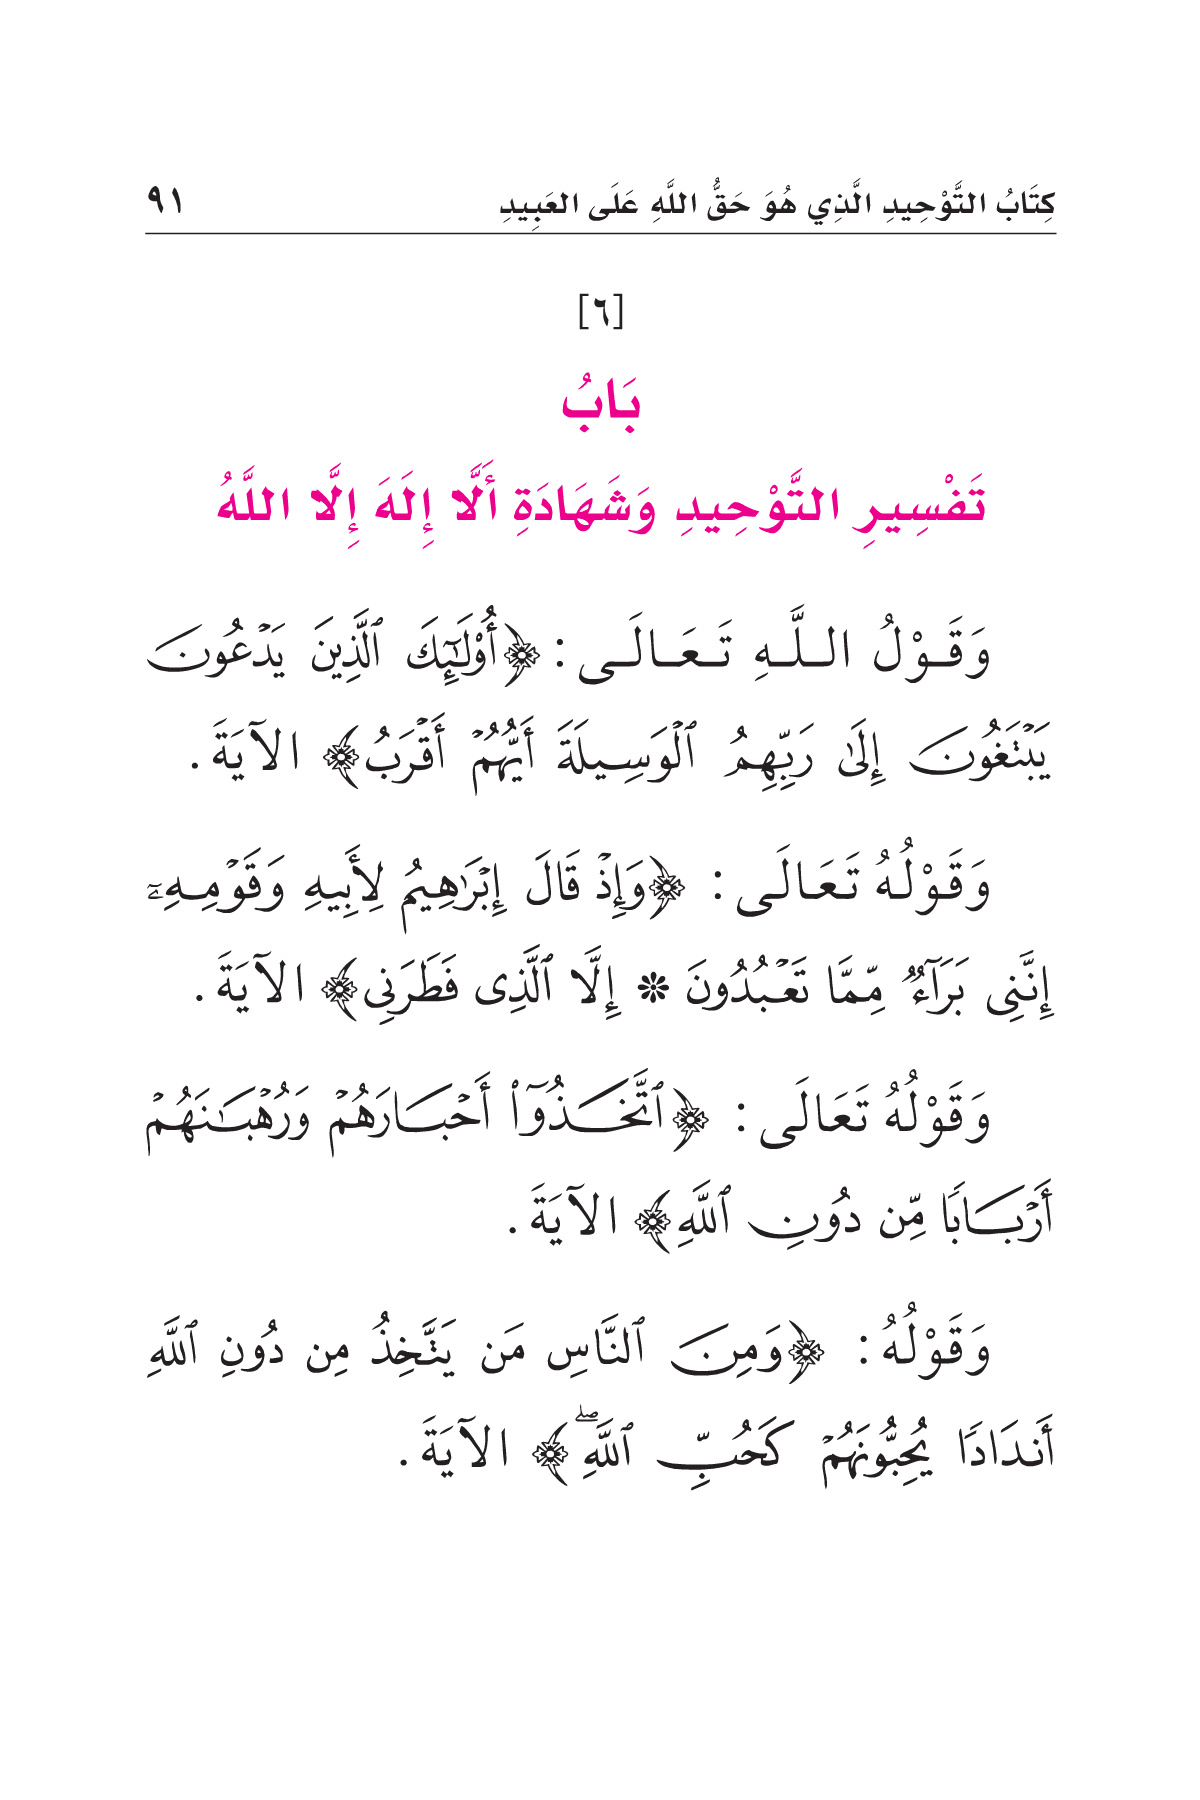 كِتَابُ التَّوْحِيدِ الَّذِي هُوَ حَقُّ اللَّهِ عَلَى العَبِيدِ ٩١
[٦]
بَابُ
تَفْسِيرِ التَّوْحِيدِ وَشَهَادَةِ أَلَّا إِلَهَ إِلَّا اللَّهُ
وَقَوْلُ اللَّهِ تَعَالَى: ﴿أُوْلَٰٓئِكَ ٱلَّذِينَ يَدۡعُونَ
يَبۡتَغُونَ إِلَىٰ رَبِّهِمُ ٱلۡوَسِيلَةَ أَيُّهُمۡ أَقۡرَبُ﴾ الآيَةَ.
وَقَوْلُهُ تَعَالَى: ﴿وَإِذۡ قَالَ إِبۡرَٰهِيمُ لِأَبِيهِ وَقَوۡمِهِۦٓ
إِنَّنِي بَرَآءٞ مِّمَّا تَعۡبُدُونَ * إِلَّا ٱلَّذِي فَطَرَنِي﴾ الآيَةَ.
وَقَوْلُهُ تَعَالَى: ﴿ٱتَّخَذُوٓاْ أَحۡبَارَهُمۡ وَرُهۡبَٰنَهُمۡ
أَرۡبَابٗا مِّن دُونِ ٱللَّهِ﴾ الآيَةَ.
وَقَوْلُهُ: ﴿وَمِنَ ٱلنَّاسِ مَن يَتَّخِذُ مِن دُونِ ٱللَّهِ
أَندَادٗا يُحِبُّونَهُمۡ كَحُبِّ ٱللَّهِۖ﴾ الآيَةَ.